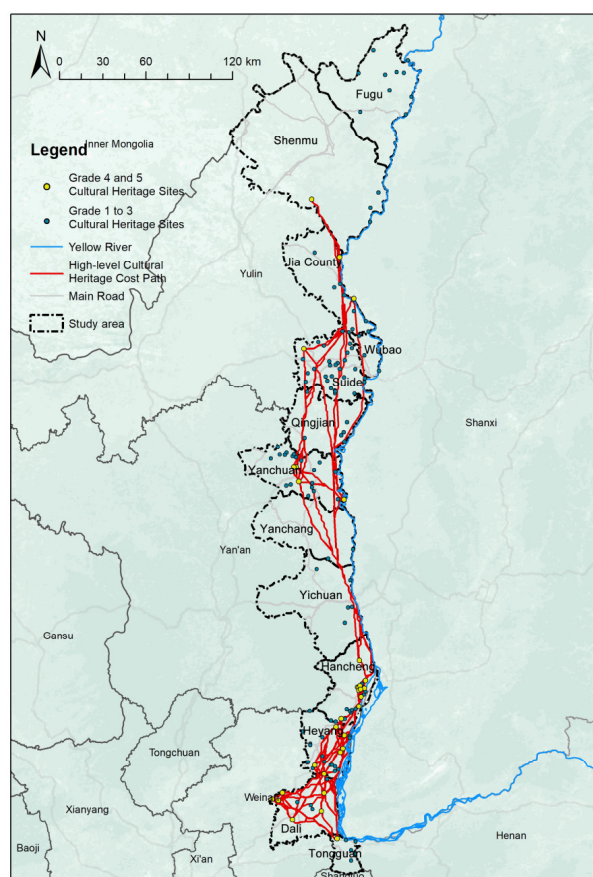 N
0 30 60 120 km
Fugu
Inner Mongolia
Shenmu
Legend
Grade 4 and 5
Cultural Heritage Sites
Grade 1 to 3
Cultural Heritage Sites
Yellow River
High-level Cultural
Heritage Cost Path
Main Road
Study area
Jia County
Yulin
Wubao
Suide
Qingjian
Shanxi
Yanchuan
Yanchang
Yan'an
Yichuan
Gansu
Hancheng
Heyang
Tongchuan
Weinan
Xianyang
Dali
Henan
Baoji
Xi'an
Tongguan